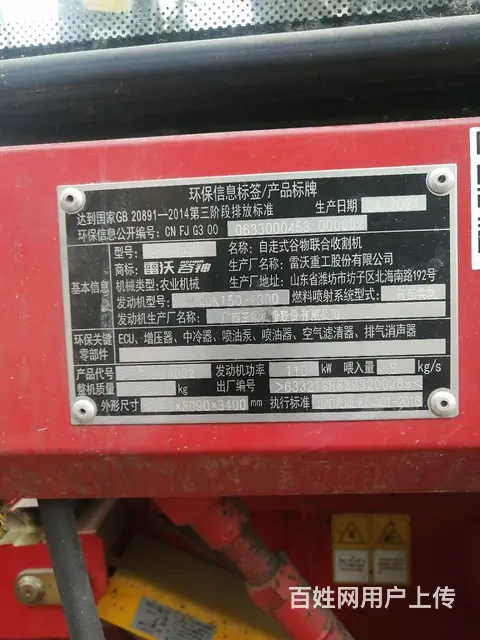 环保信息标签/产品标牌
达到国家GB 20891—2014第三阶段排放标准 生产日期
环保信息公开编号: CN FJ G3 00 0633000453 000002
基本信息
型号: 名称: 自走式谷物联合收割机
商标: 雷沃谷神 生产厂名称: 雷沃重工股份有限公司
机械类型: 农业机械 生产厂地址: 山东省潍坊市坊子区北海南路192号
发动机型号: 燃料喷射系统型式:
发动机生产厂名称:
环保关键零部件
ECU、增压器、中冷器、喷油泵、喷油器、空气滤清器、排气消声器
产品代号 发动机功率 110 kW 喂入量 8 kg/s
整机质量 kg 出厂编号
外形尺寸 mm 执行标准
百姓网用户上传